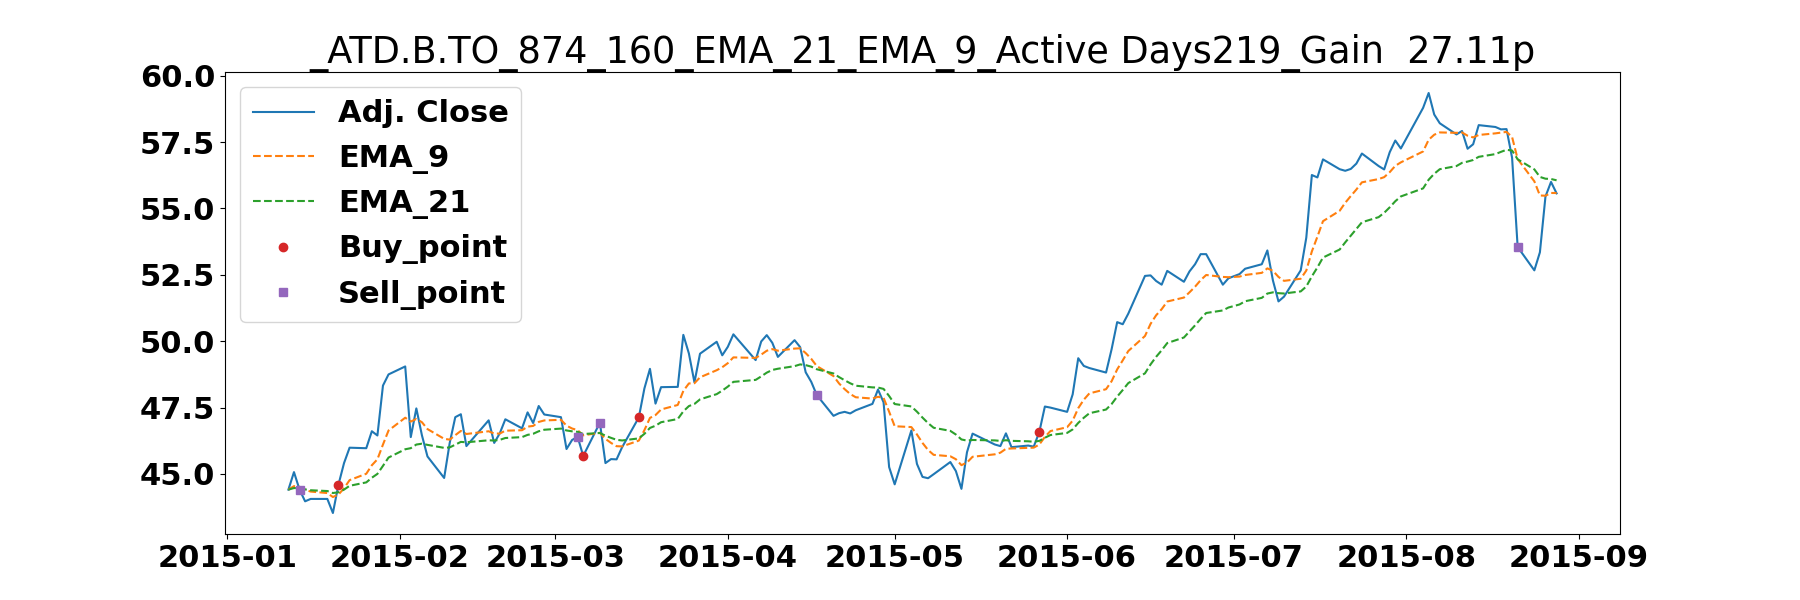 _ATD.B.TO_874_160_EMA_21_EMA_9_Active Days219_Gain  27.11p
60.0
57.5
55.0
52.5
50.0
47.5
45.0
Adj. Close
EMA_9
EMA_21
Buy_point
Sell_point
2015-01 2015-02 2015-03 2015-04 2015-05 2015-06 2015-07 2015-08 2015-09